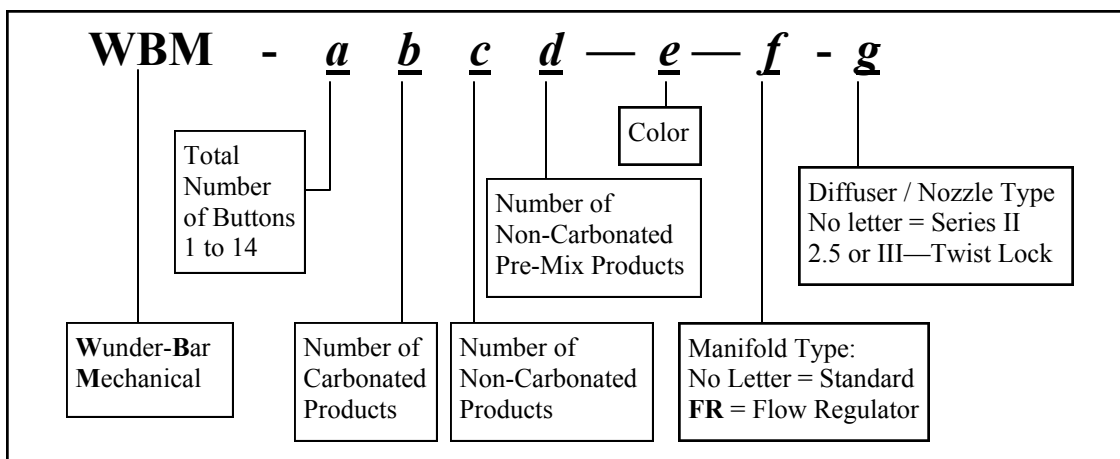 WBM - a b c d — e — f - g
Color
Total
Number
of Buttons
1 to 14
Number of
Non-Carbonated
Pre-Mix Products
Diffuser / Nozzle Type
No letter = Series II
2.5 or III—Twist Lock
Wunder-Bar
Mechanical
Number of
Carbonated
Products
Number of
Non-Carbonated
Products
Manifold Type:
No Letter = Standard
FR = Flow Regulator